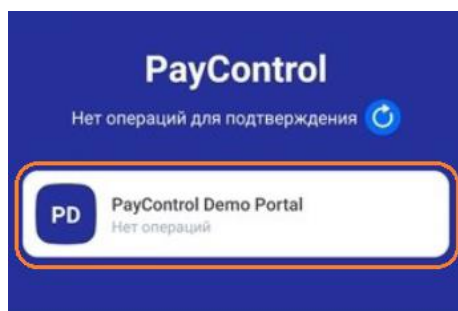 PayControl
Нет операций для подтверждения
PD
PayControl Demo Portal
Нет операций